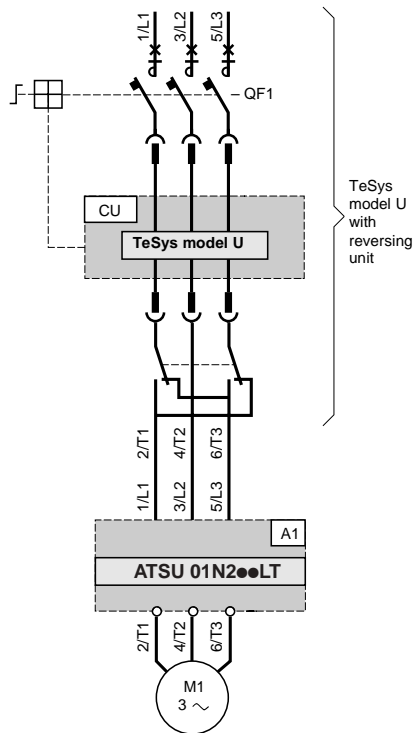 1/L1
3/L2
5/L3
QF1
CU
TeSys model U
TeSys
model U
with
reversing
unit
2/T1
4/T2
6/T3
1/L1
3/L2
5/L3
A1
ATSU 01N2●●LT
2/T1
4/T2
6/T3
M1
3 ~